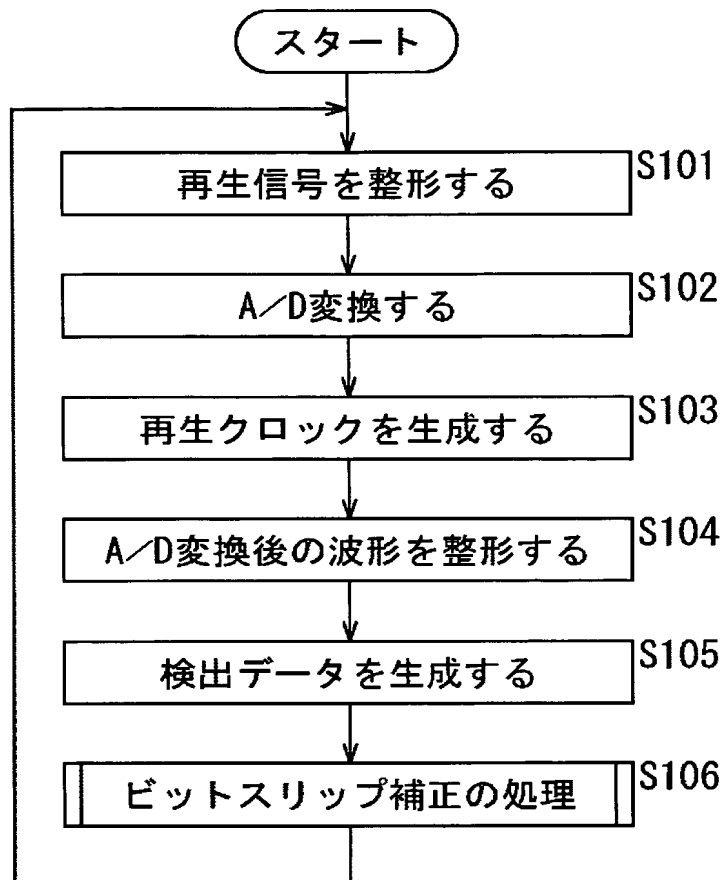 スタート
再生信号を整形する
S101
A/D変換する
S102
再生クロックを生成する
S103
A/D変換後の波形を整形する
S104
検出データを生成する
S105
ビットスリップ補正の処理
S106